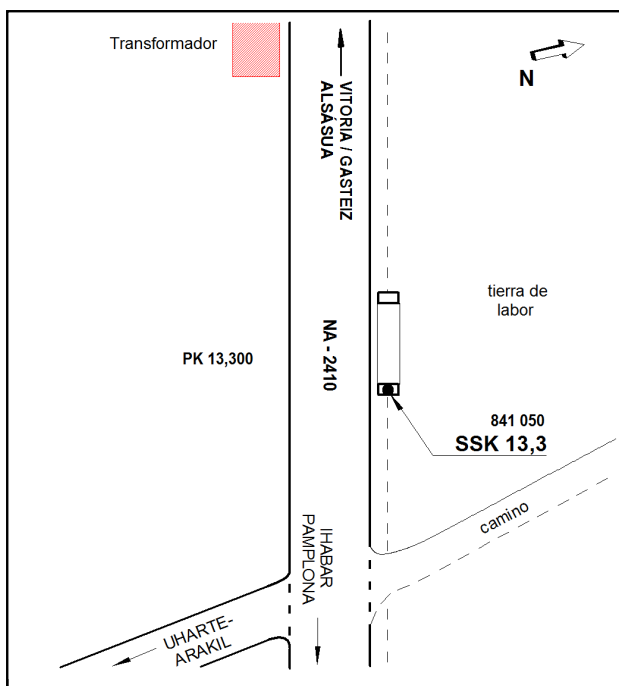 Transformador
N
VITORIA / GASTEIZ
ALSÁSUA
tierra de
labor
PK 13,300
NA - 2410
841 050
SSK 13,3
camino
IHABAR
PAMPLONA
UHARTE-
ARAKIL